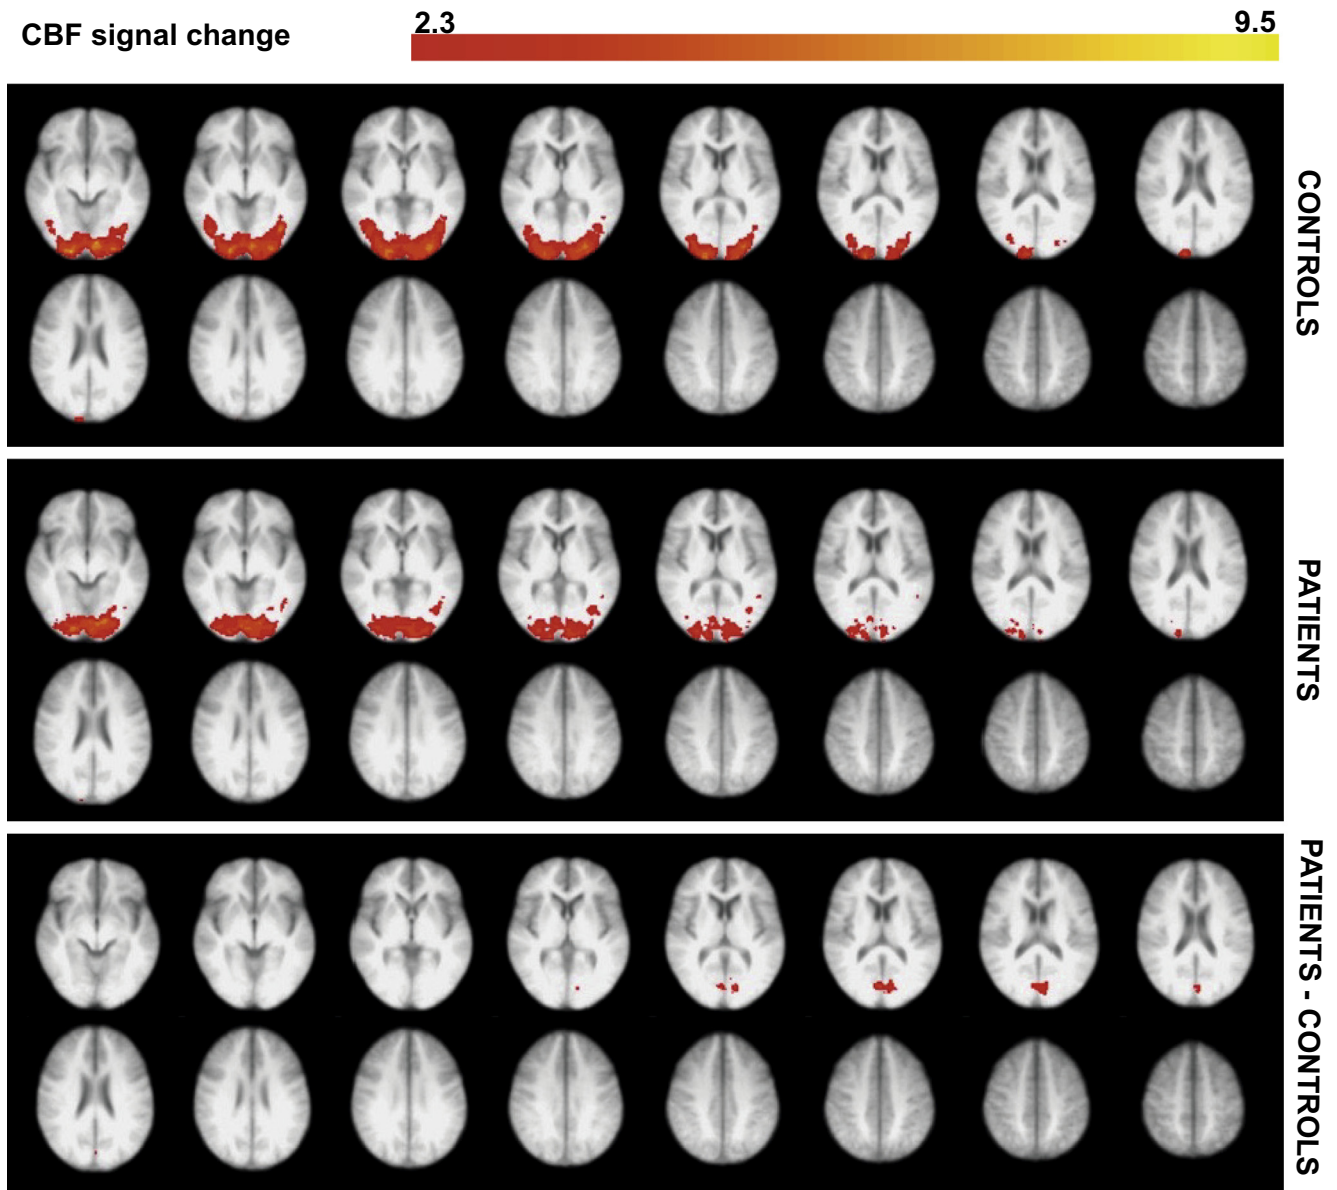 CBF signal change
2.3
9.5
CONTROLS
PATIENTS
PATIENTS - CONTROLS